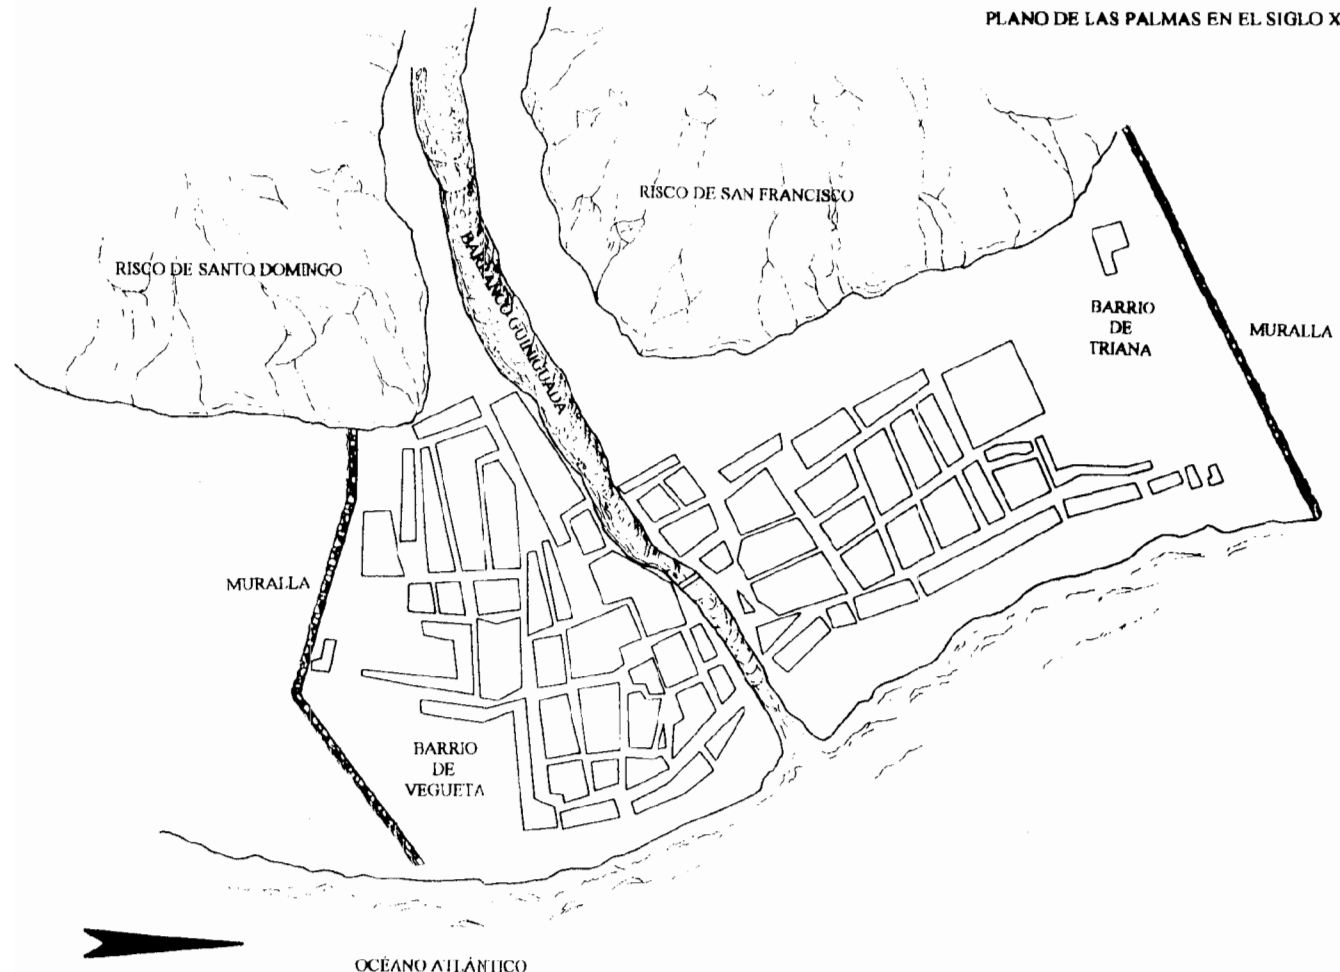 PLANO DE LAS PALMAS EN EL SIGLO X
RISCO DE SAN FRANCISCO
RISCO DE SANTO DOMINGO
BARRANCO GUINIGUADA
BARRIO
DE
TRIANA
MURALLA
MURALLA
BARRIO
DE
VEGUETA
OCÉANO ATLÁNTICO